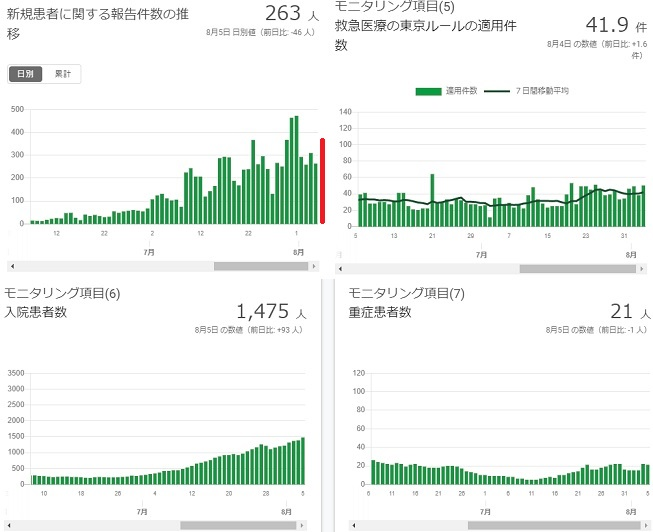 新規患者に関する報告件数の推
移
263 人
8月5日 日別値（前日比: -46 人）
日別 累計
500
400
300
200
100
0
12 22 2 12 22 1
7月 8月
モニタリング項目(5)
救急医療の東京ルールの適用件
数
41.9 件
8月4日 の数値（前日比: +1.6
件）
適用件数 7日間移動平均
140
120
100
80
60
40
20
0
5 13 21 29 7 15 23 31
7月 8月
モニタリング項目(6)
入院患者数
1,475 人
8月5日 の数値（前日比: +93 人）
3500
3000
2500
2000
1500
1000
500
0
10 18 26 4 12 20 28 5
7月 8月
モニタリング項目(7)
重症患者数
21 人
8月5日 の数値（前日比: -1 人）
120
100
80
60
40
20
0
6 11 16 21 26 1 6 11 16 21 26 31 5
7月 8月